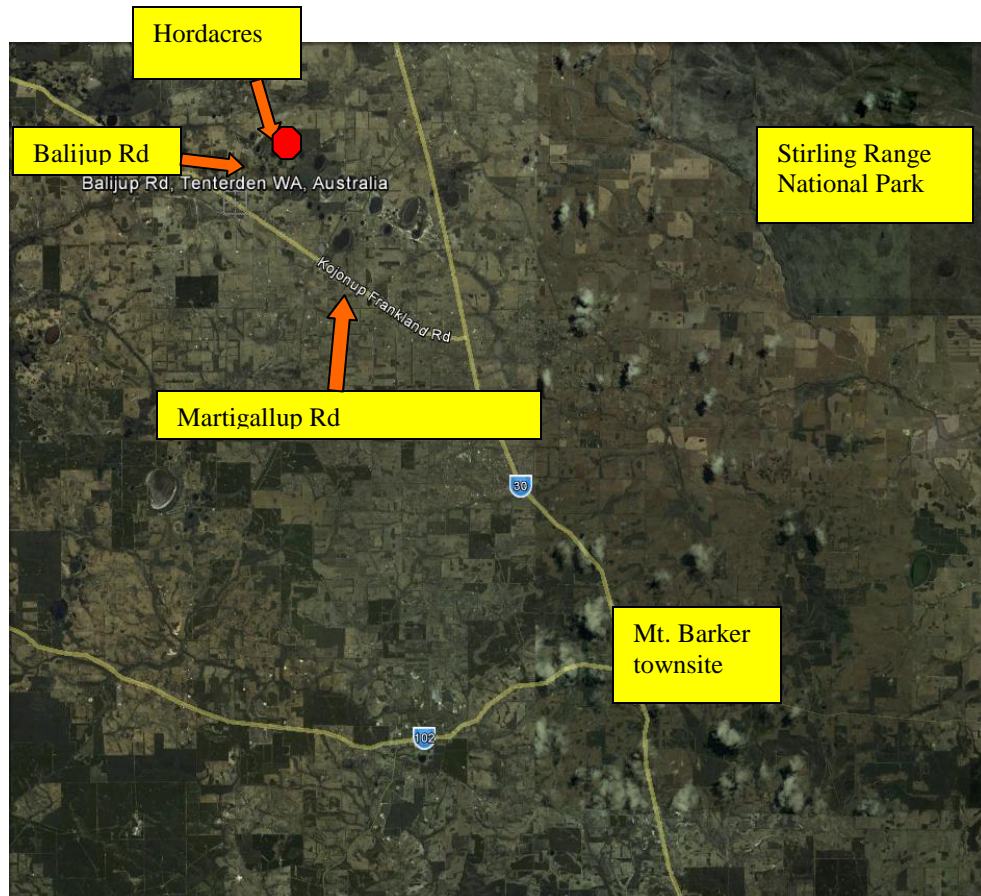 Hordacres
Balijup Rd
Stirling Range
National Park
Balijup Rd, Tenterden WA, Australia
Kojonup Frankland Rd
Martigallup Rd
30
Mt. Barker
townsite
102